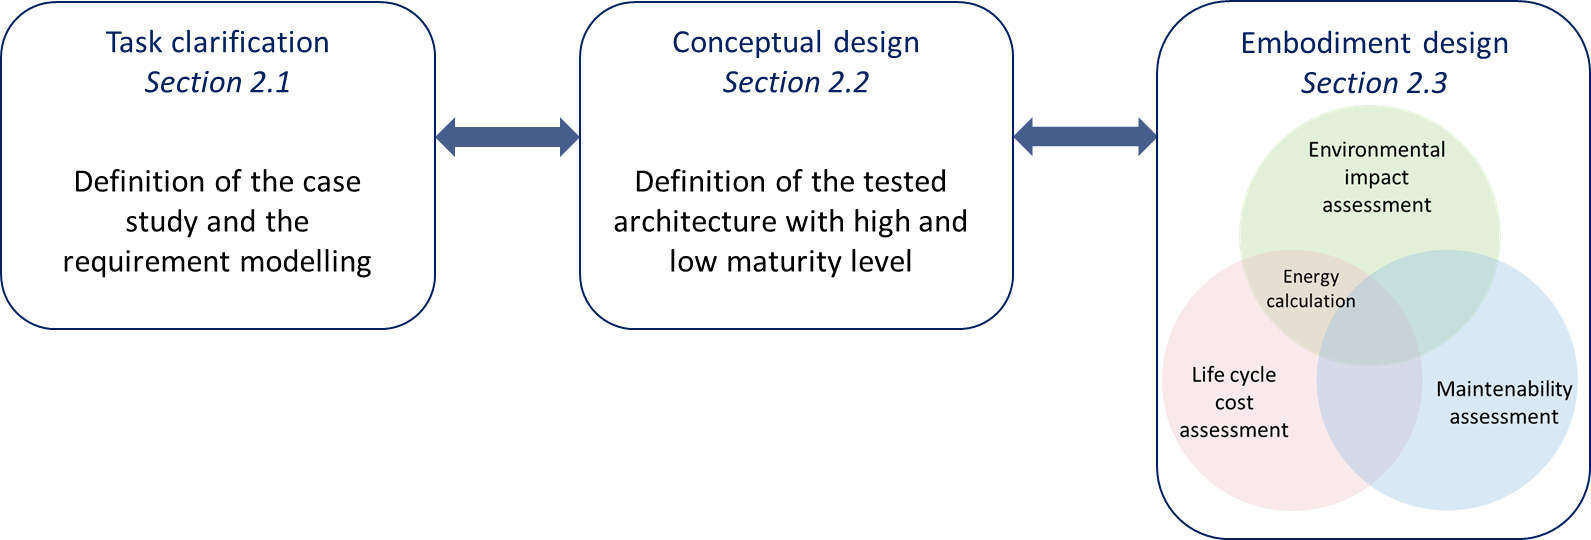 Task clarification
Section 2.1
Definition of the case
study and the
requirement modelling
Conceptual design
Section 2.2
Definition of the tested
architecture with high and
low maturity level
Embodiment design
Section 2.3
Environmental
impact
assessment
Energy
calculation
Life cycle
cost
assessment
Maintenability
assessment